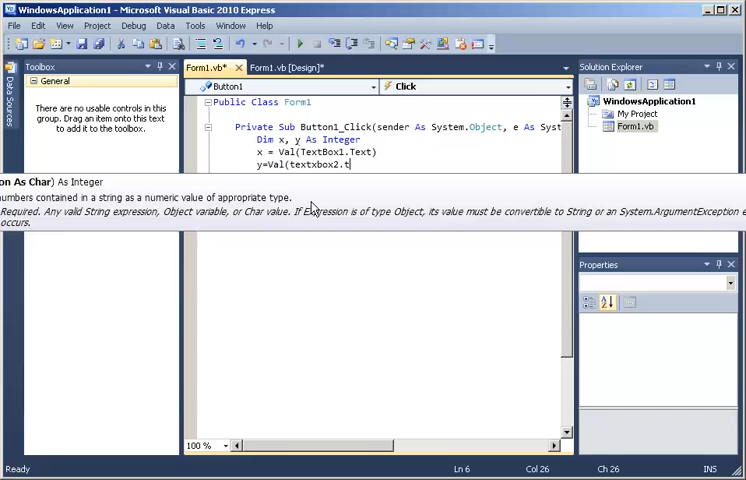 WindowsApplication1 - Microsoft Visual Basic 2010 Express
File Edit View Project Debug Data Tools Window Help
Data Sources
Toolbox
General
There are no usable controls in this
group. Drag an item onto this text
to add it to the toolbox.
Form1.vb* Form1.vb [Design]*
Button1 Click
Public Class Form1
Private Sub Button1_Click(sender As System.Object, e As Syst
Dim x, y As Integer
x = Val(TextBox1.Text)
y=Val(textxbox2.t
on As Char) As Integer
numbers contained in a string as a numeric value of appropriate type.
Required. Any valid String expression, Object variable, or Char value. If Expression is of type Object, its value must be convertible to String or an System.ArgumentException e
occurs.
100 %
Solution Explorer
WindowsApplication1
My Project
Form1.vb
Properties
Ready Ln 6 Col 26 Ch 26 INS